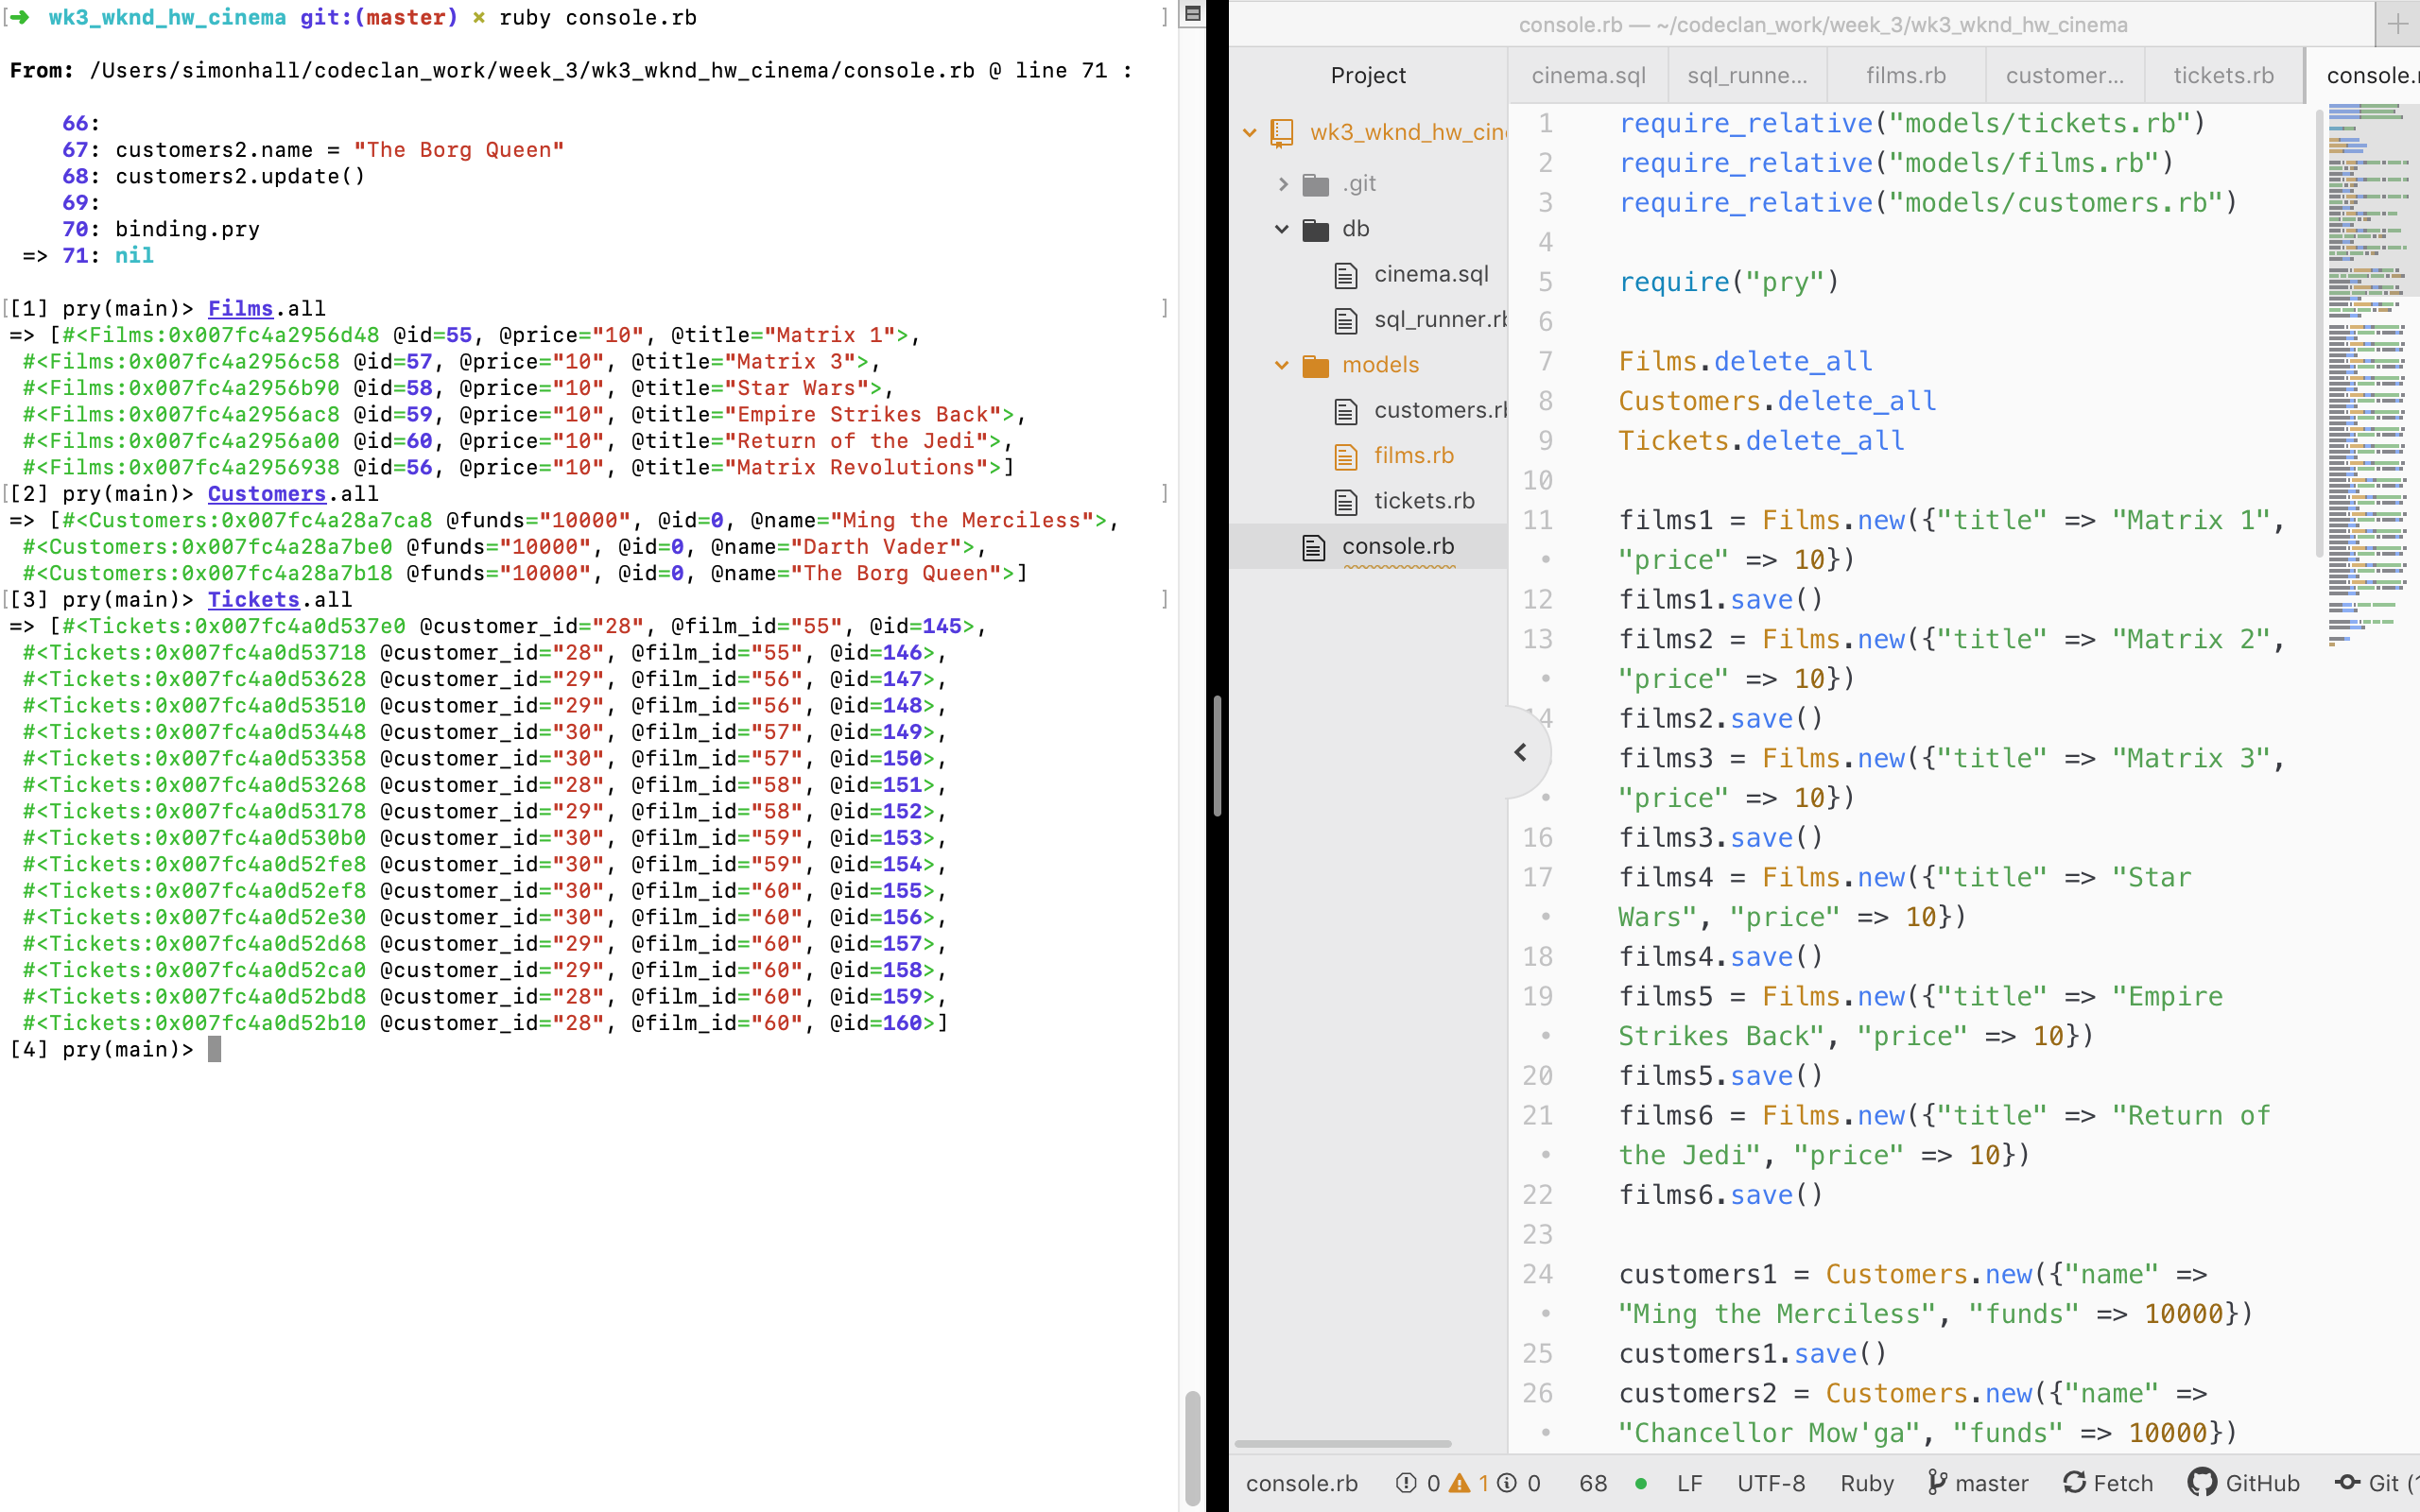 ➜ wk3_wknd_hw_cinema git:(master) × ruby console.rb
From: /Users/simonhall/codeclan_work/week_3/wk3_wknd_hw_cinema/console.rb @ line 71 :
66:
67: customers2.name = "The Borg Queen"
68: customers2.update()
69:
70: binding.pry
=> 71: nil
[1] pry(main)> Films.all
=> [#<Films:0x007fc4a2956d48 @id=55, @price="10", @title="Matrix 1">,
#<Films:0x007fc4a2956c58 @id=57, @price="10", @title="Matrix 3">,
#<Films:0x007fc4a2956b90 @id=58, @price="10", @title="Star Wars">,
#<Films:0x007fc4a2956ac8 @id=59, @price="10", @title="Empire Strikes Back">,
#<Films:0x007fc4a2956a00 @id=60, @price="10", @title="Return of the Jedi">,
#<Films:0x007fc4a2956938 @id=56, @price="10", @title="Matrix Revolutions">]
[2] pry(main)> Customers.all
=> [#<Customers:0x007fc4a28a7ca8 @funds="10000", @id=0, @name="Ming the Merciless">,
#<Customers:0x007fc4a28a7be0 @funds="10000", @id=0, @name="Darth Vader">,
#<Customers:0x007fc4a28a7b18 @funds="10000", @id=0, @name="The Borg Queen">]
[3] pry(main)> Tickets.all
=> [#<Tickets:0x007fc4a0d537e0 @customer_id="28", @film_id="55", @id=145>,
#<Tickets:0x007fc4a0d53718 @customer_id="28", @film_id="55", @id=146>,
#<Tickets:0x007fc4a0d53628 @customer_id="29", @film_id="56", @id=147>,
#<Tickets:0x007fc4a0d53510 @customer_id="29", @film_id="56", @id=148>,
#<Tickets:0x007fc4a0d53448 @customer_id="30", @film_id="57", @id=149>,
#<Tickets:0x007fc4a0d53358 @customer_id="30", @film_id="57", @id=150>,
#<Tickets:0x007fc4a0d53268 @customer_id="28", @film_id="58", @id=151>,
#<Tickets:0x007fc4a0d53178 @customer_id="29", @film_id="58", @id=152>,
#<Tickets:0x007fc4a0d530b0 @customer_id="30", @film_id="59", @id=153>,
#<Tickets:0x007fc4a0d52fe8 @customer_id="30", @film_id="59", @id=154>,
#<Tickets:0x007fc4a0d52ef8 @customer_id="30", @film_id="60", @id=155>,
#<Tickets:0x007fc4a0d52e30 @customer_id="30", @film_id="60", @id=156>,
#<Tickets:0x007fc4a0d52d68 @customer_id="29", @film_id="60", @id=157>,
#<Tickets:0x007fc4a0d52ca0 @customer_id="29", @film_id="60", @id=158>,
#<Tickets:0x007fc4a0d52bd8 @customer_id="28", @film_id="60", @id=159>,
#<Tickets:0x007fc4a0d52b10 @customer_id="28", @film_id="60", @id=160>]
[4] pry(main)>
console.rb — ~/codeclan_work/week_3/wk3_wknd_hw_cinema
Project
wk3_wknd_hw_cin
.git
db
cinema.sql
sql_runner.rb
models
customers.rb
films.rb
tickets.rb
console.rb
cinema.sql sql_runne... films.rb customer... tickets.rb console.r
1 require_relative("models/tickets.rb")
2 require_relative("models/films.rb")
3 require_relative("models/customers.rb")
4
5 require("pry")
6
7 Films.delete_all
8 Customers.delete_all
9 Tickets.delete_all
10
11 films1 = Films.new({"title" => "Matrix 1",
• "price" => 10})
12 films1.save()
13 films2 = Films.new({"title" => "Matrix 2",
• "price" => 10})
14 films2.save()
films3 = Films.new({"title" => "Matrix 3",
• "price" => 10})
16 films3.save()
17 films4 = Films.new({"title" => "Star
• Wars", "price" => 10})
18 films4.save()
19 films5 = Films.new({"title" => "Empire
• Strikes Back", "price" => 10})
20 films5.save()
21 films6 = Films.new({"title" => "Return of
• the Jedi", "price" => 10})
22 films6.save()
23
24 customers1 = Customers.new({"name" =>
• "Ming the Merciless", "funds" => 10000})
25 customers1.save()
26 customers2 = Customers.new({"name" =>
• "Chancellor Mow'ga", "funds" => 10000})
console.rb 0 1 0 68 LF UTF-8 Ruby master Fetch GitHub Git (